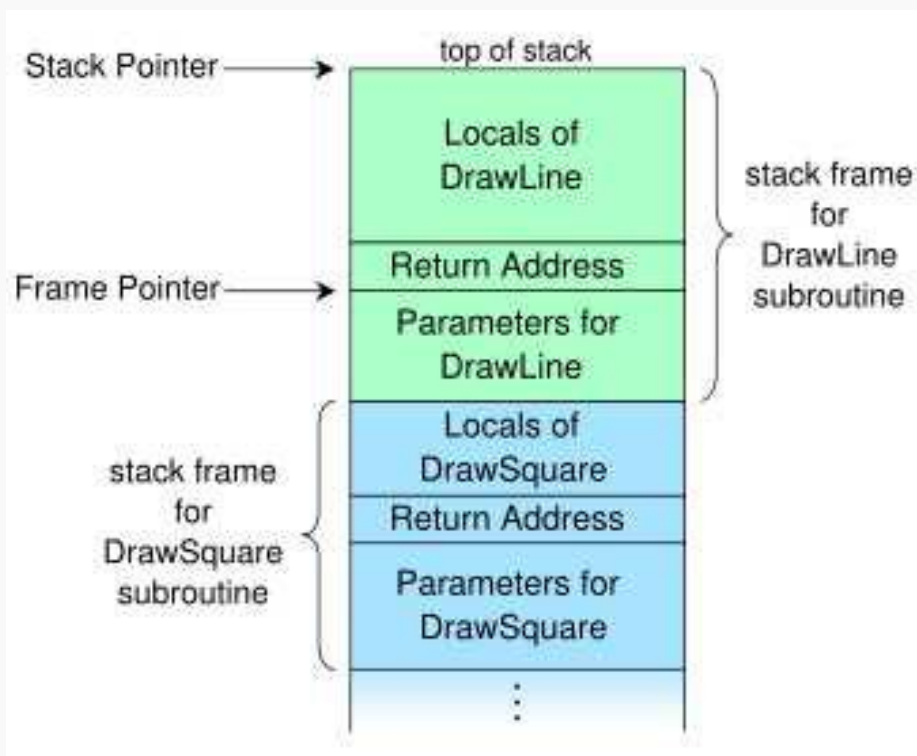 top of stack
Stack Pointer
Locals of
DrawLine
stack frame
for
DrawLine
subroutine
Return Address
Frame Pointer
Parameters for
DrawLine
Locals of
DrawSquare
stack frame
for
DrawSquare
subroutine
Return Address
Parameters for
DrawSquare